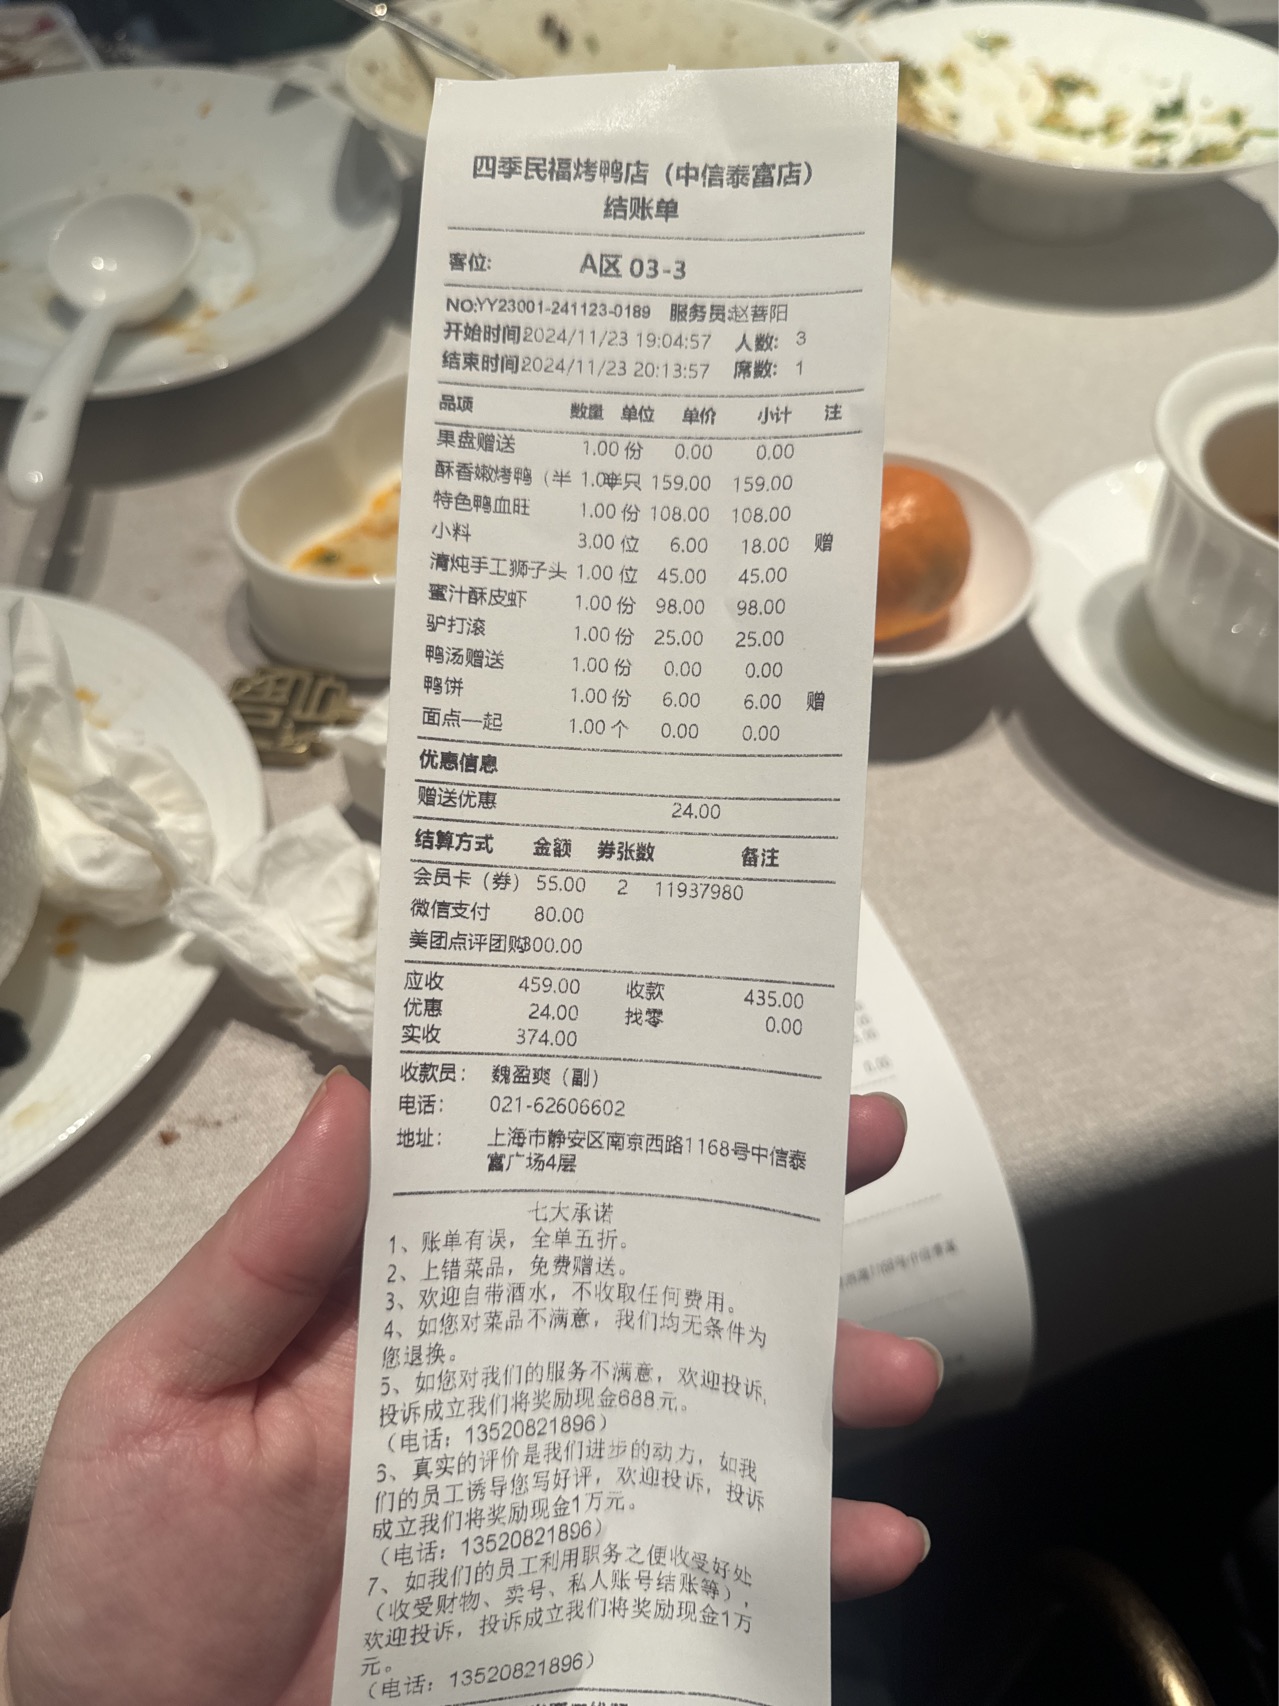 四季民福烤鸭店（中信泰富店）
结账单
客位: A区 03-3
NO:YY23001-241123-0189 服务员:赵蓉阳
开始时间2024/11/23 19:04:57 人数: 3
结束时间2024/11/23 20:13:57 席数: 1
品项 数量 单位 单价 小计 注
果盘赠送 1.00 份 0.00 0.00
酥香嫩烤鸭（半 1.00半只 159.00 159.00
特色鸭血旺 1.00 份 108.00 108.00
小料 3.00 位 6.00 18.00 赠
清炖手工狮子头 1.00 位 45.00 45.00
蜜汁酥皮虾 1.00 份 98.00 98.00
驴打滚 1.00 份 25.00 25.00
鸭汤赠送 1.00 份 0.00 0.00
鸭饼 1.00 份 6.00 6.00 赠
面点一起 1.00 个 0.00 0.00
优惠信息
赠送优惠 24.00
结算方式 金额 券张数 备注
会员卡（券） 55.00 2 11937980
微信支付 80.00
美团点评团购300.00
应收 459.00 收款 435.00
优惠 24.00 找零 0.00
实收 374.00
收款员: 魏盈爽（副）
电话: 021-62606602
地址: 上海市静安区南京西路1168号中信泰
富广场4层
七大承诺
1、账单有误，全单五折。
2、上错菜品，免费赠送。
3、欢迎自带酒水，不收取任何费用。
4、如您对菜品不满意，我们均无条件为
您退换。
5、如您对我们的服务不满意，欢迎投诉,
投诉成立我们将奖励现金688元。
（电话：13520821896）
6、真实的评价是我们进步的动力，如我
们的员工诱导您写好评，欢迎投诉，投诉
成立我们将奖励现金1万元。
（电话：13520821896）
7、如我们的员工利用职务之便收受好处
（收受财物、卖号、私人账号结账等），
欢迎投诉，投诉成立我们将奖励现金1万
元。
（电话：13520821896）